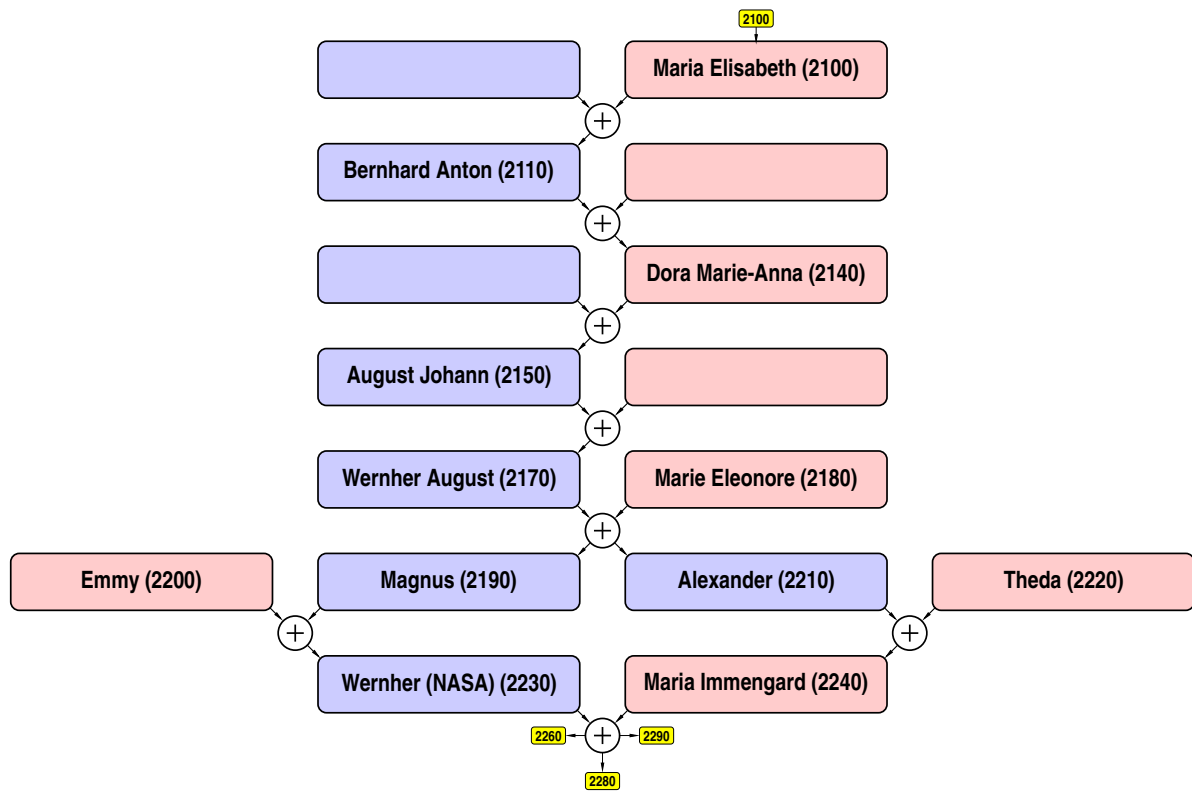 2100
Maria Elisabeth (2100)
Bernhard Anton (2110)
Dora Marie-Anna (2140)
August Johann (2150)
Wernher August (2170)
Marie Eleonore (2180)
Emmy (2200)
Magnus (2190)
Alexander (2210)
Theda (2220)
Wernher (NASA) (2230)
Maria Immengard (2240)
2260
2290
2280